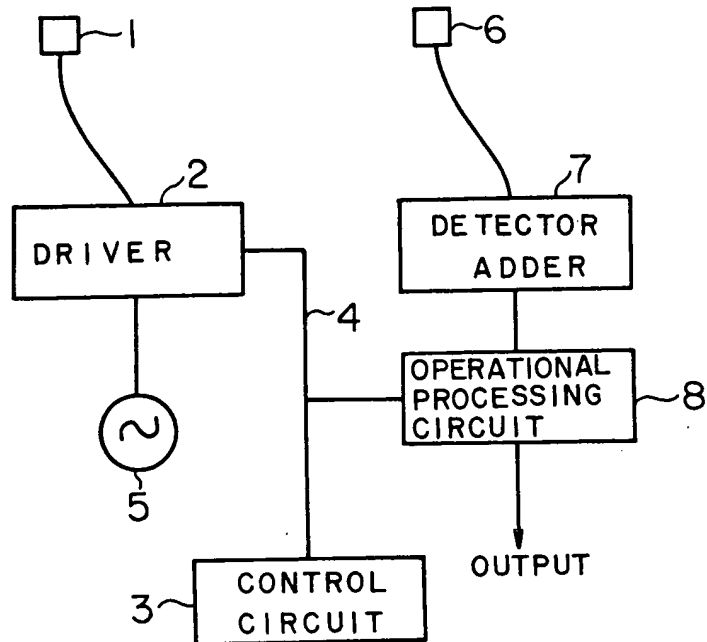 1
6
2
DRIVER
7
DETECTOR
ADDER
4
OPERATIONAL
PROCESSING
CIRCUIT
8
5
OUTPUT
3
CONTROL
CIRCUIT